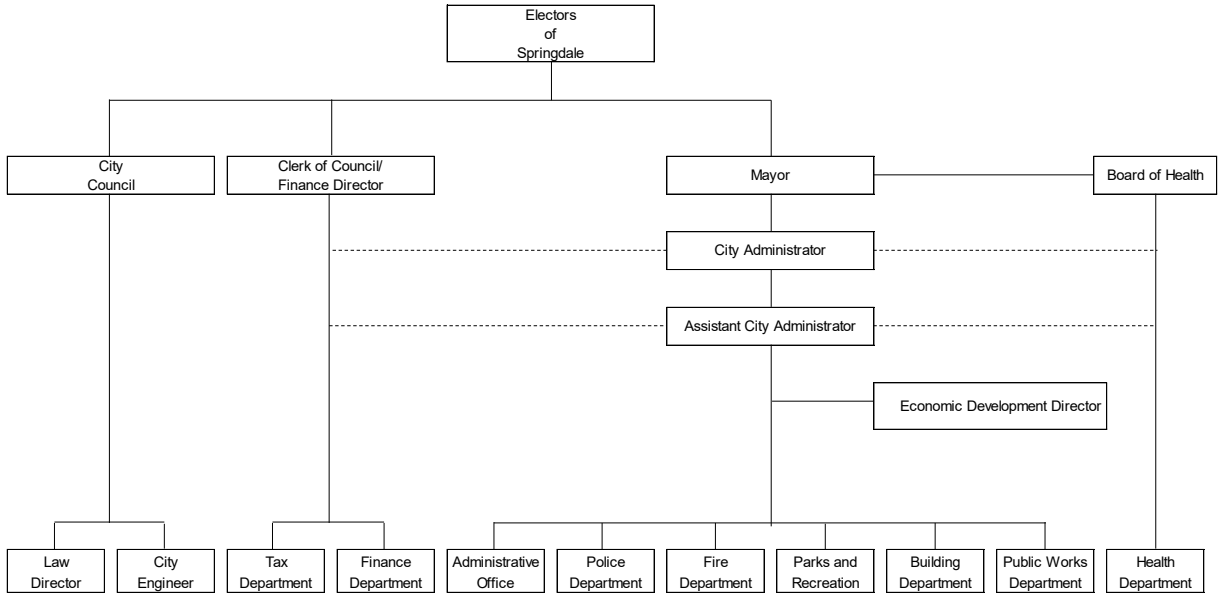 Electors
of
Springdale
City
Council
Clerk of Council/
Finance Director
Mayor
Board of Health
City Administrator
Assistant City Administrator
Economic Development Director
Law
Director
City
Engineer
Tax
Department
Finance
Department
Administrative
Office
Police
Department
Fire
Department
Parks and
Recreation
Building
Department
Public Works
Department
Health
Department